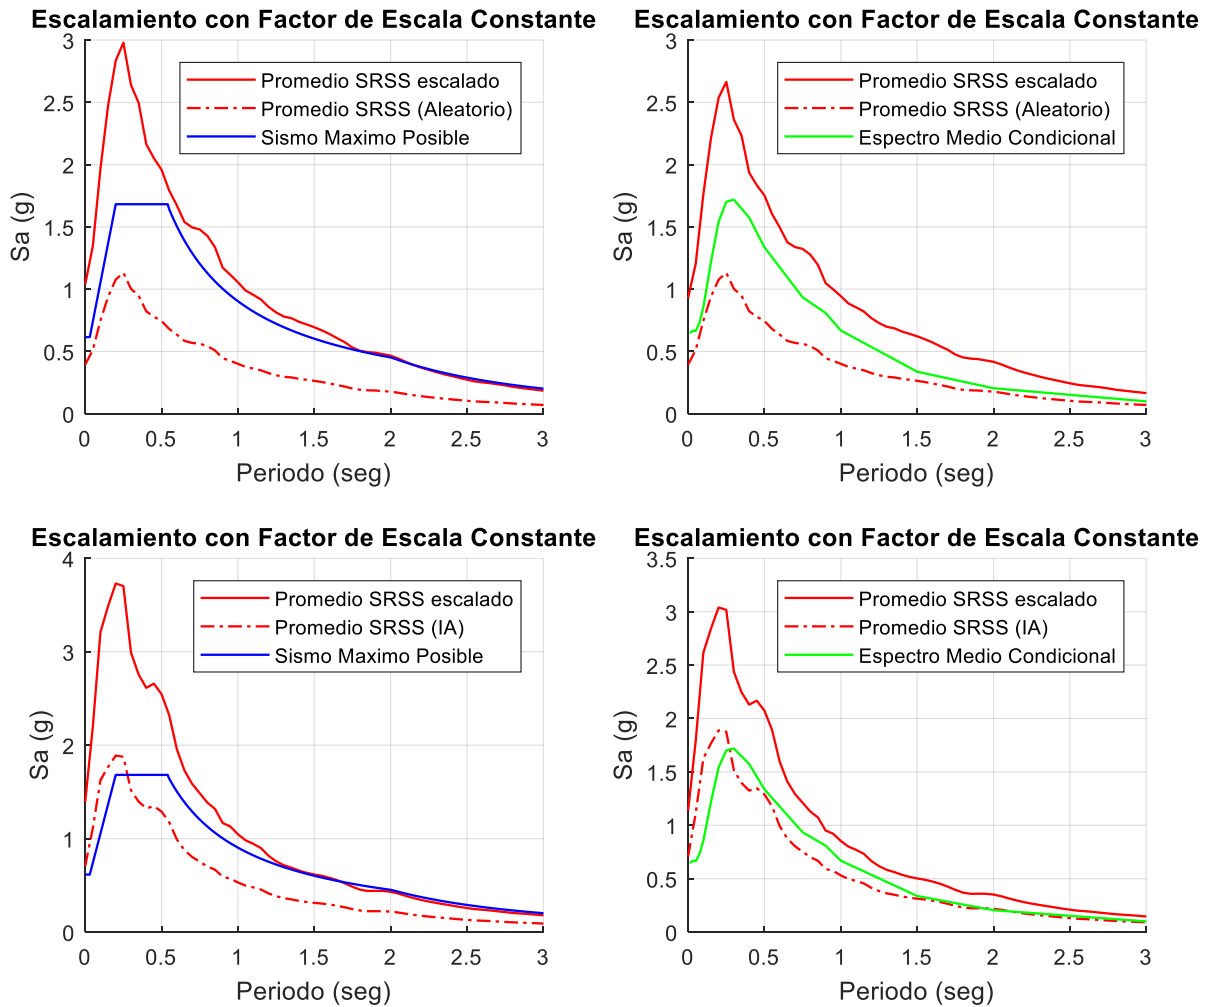 Escalamiento con Factor de Escala Constante
3
2.5
2
1.5
1
0.5
0
Sa (g)
Promedio SRSS escalado
Promedio SRSS (Aleatorio)
Sismo Maximo Posible
0 0.5 1 1.5 2 2.5 3
Periodo (seg)
Escalamiento con Factor de Escala Constante
3
2.5
2
1.5
1
0.5
0
Sa (g)
Promedio SRSS escalado
Promedio SRSS (Aleatorio)
Espectro Medio Condicional
0 0.5 1 1.5 2 2.5 3
Periodo (seg)
Escalamiento con Factor de Escala Constante
4
3
2
1
0
Sa (g)
Promedio SRSS escalado
Promedio SRSS (IA)
Sismo Maximo Posible
0 0.5 1 1.5 2 2.5 3
Periodo (seg)
Escalamiento con Factor de Escala Constante
3.5
3
2.5
2
1.5
1
0.5
0
Sa (g)
Promedio SRSS escalado
Promedio SRSS (IA)
Espectro Medio Condicional
0 0.5 1 1.5 2 2.5 3
Periodo (seg)